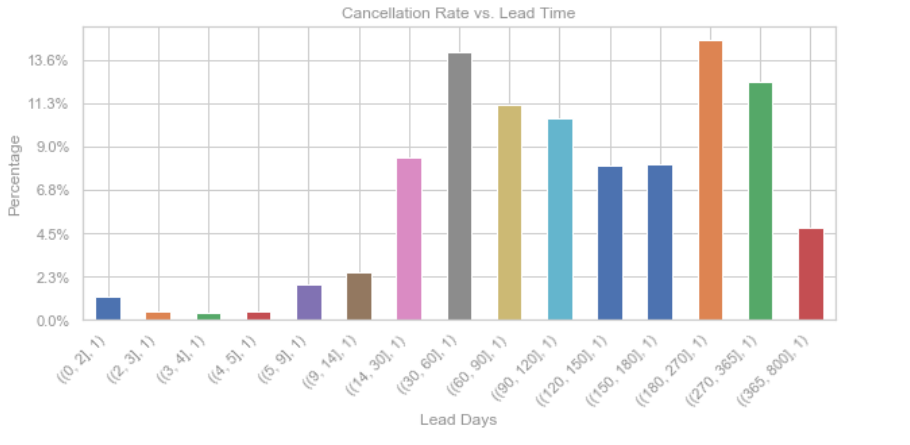 Cancellation Rate vs. Lead Time
Percentage
13.6%
11.3%
9.0%
6.8%
4.5%
2.3%
0.0%
((0, 2], 1)
((2, 3], 1)
((3, 4], 1)
((4, 5], 1)
((5, 9], 1)
((9, 14], 1)
((14, 30], 1)
((30, 60], 1)
((60, 90], 1)
((90, 120], 1)
((120, 150], 1)
((150, 180], 1)
((180, 270], 1)
((270, 365], 1)
((365, 800], 1)
Lead Days